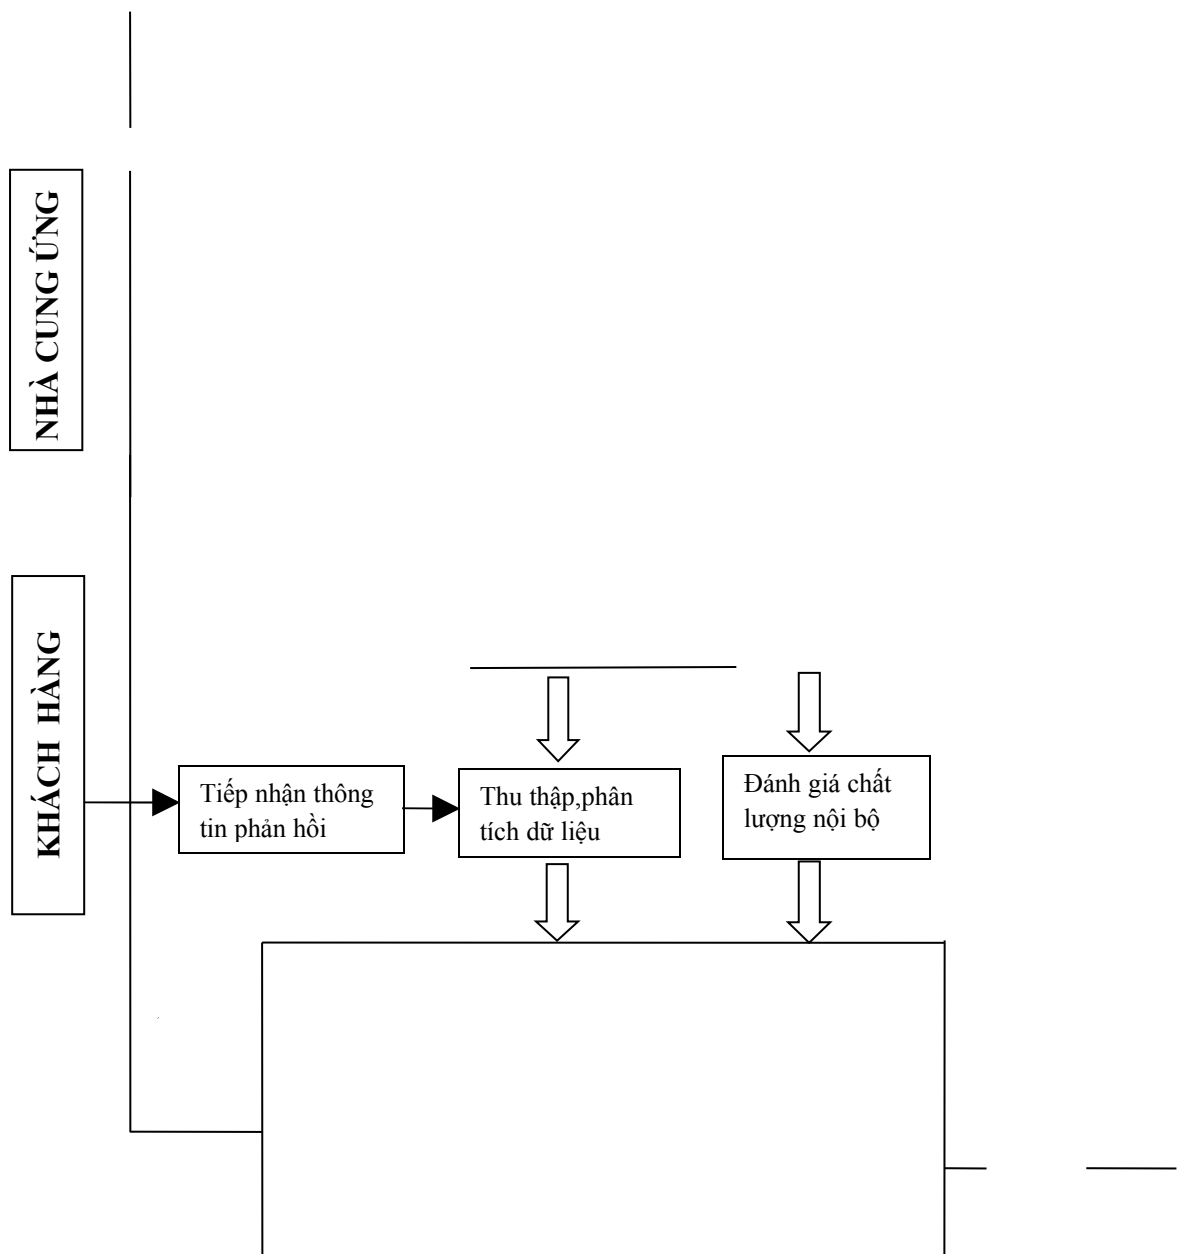 NHÀ CUNG ỨNG
KHÁCH HÀNG
Tiếp nhận thông
tin phản hồi
Thu thập,phân
tích dữ liệu
Đánh giá chất
lượng nội bộ